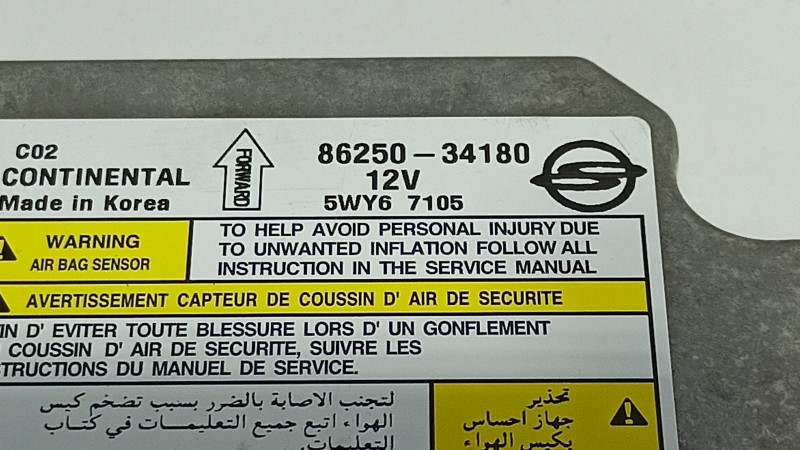 C02
CONTINENTAL
Made in Korea
FORWARD
86250-34180
12V
5WY6 7105
WARNING
AIR BAG SENSOR
TO HELP AVOID PERSONAL INJURY DUE
TO UNWANTED INFLATION FOLLOW ALL
INSTRUCTION IN THE SERVICE MANUAL
AVERTISSEMENT CAPTEUR DE COUSSIN D' AIR DE SECURITE
IN D' EVITER TOUTE BLESSURE LORS D' UN GONFLEMENT
COUSSIN D' AIR DE SECURITE, SUIVRE LES
TRUCTIONS DU MANUEL DE SERVICE.
تحذير
جهاز احساس
بكيس الهواء
لتجنب الاصابة بالضرر بسبب تضخم كيس
الهواء اتبع جميع التعليمات في كتاب
التعليمات.